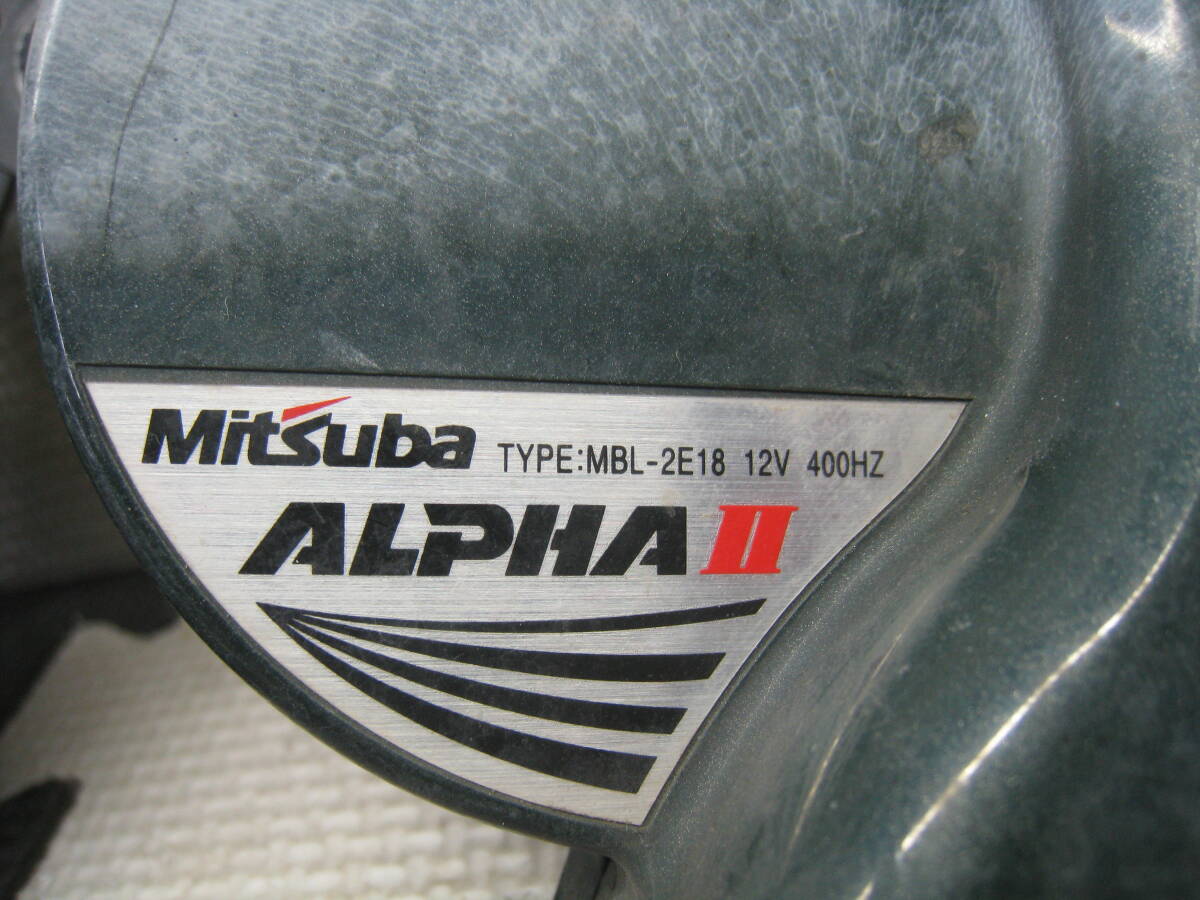 Mitsuba TYPE:MBL-2E18 12V 400HZ
ALPHA II